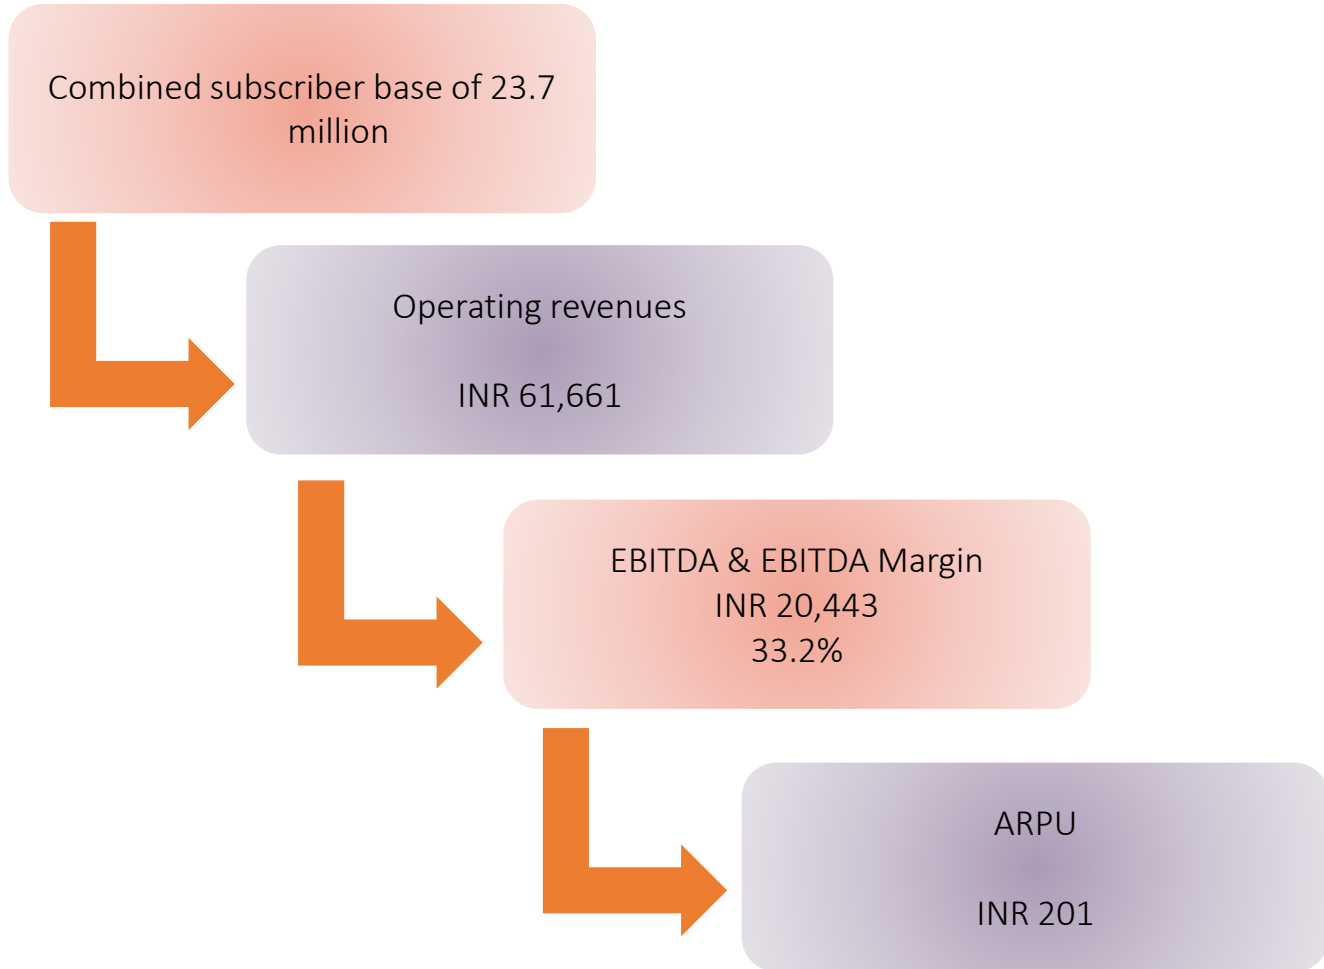 Combined subscriber base of 23.7
million
Operating revenues
INR 61,661
EBITDA & EBITDA Margin
INR 20,443
33.2%
ARPU
INR 201